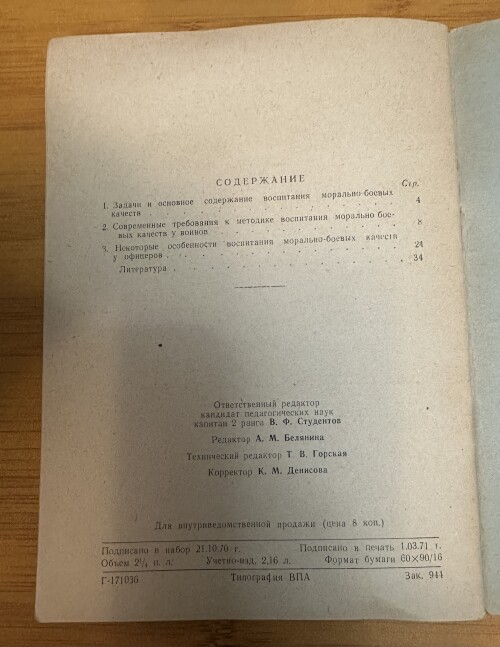 СОДЕРЖАНИЕ
Стр.
1. Задачи и основное содержание воспитания морально-боевых
качеств . . . . . . . . . . 4
2. Современные требования к методике воспитания морально бое-
вых качеств у воинов . . . . . . . . . . 8
3. Некоторые особенности воспитания морально-боевых качеств
у офицеров . . . . . . . . . . 24
Литература . . . . . . . . . . 34
Ответственный редактор
кандидат педагогических наук
капитан 2 ранга В. Ф. Студентов
Редактор А. М. Белянина
Технический редактор Т. В. Горская
Корректор К. М. Денисова
Для внутриведомственной продажи (цена 8 коп.)
Подписано в набор 21.10.70 г. Подписано в печать 1.03.71 г.
Объем 2¹/₄ п. л. Учетно-изд. 2,16 л. Формат бумаги 60×90/16
Г-171036 Типография ВПА Зак. 944